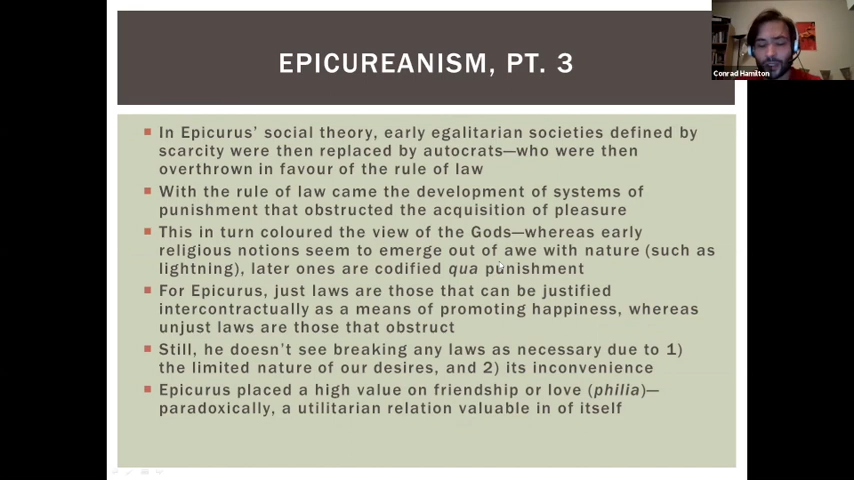 EPICUREANISM, PT. 3
Conrad Hamilton
In Epicurus' social theory, early egalitarian societies defined by
scarcity were then replaced by autocrats—who were then
overthrown in favour of the rule of law
With the rule of law came the development of systems of
punishment that obstructed the acquisition of pleasure
This in turn coloured the view of the Gods—whereas early
religious notions seem to emerge out of awe with nature (such as
lightning), later ones are codified qua punishment
For Epicurus, just laws are those that can be justified
intercontractually as a means of promoting happiness, whereas
unjust laws are those that obstruct
Still, he doesn't see breaking any laws as necessary due to 1)
the limited nature of our desires, and 2) its inconvenience
Epicurus placed a high value on friendship or love (philia)—
paradoxically, a utilitarian relation valuable in of itself